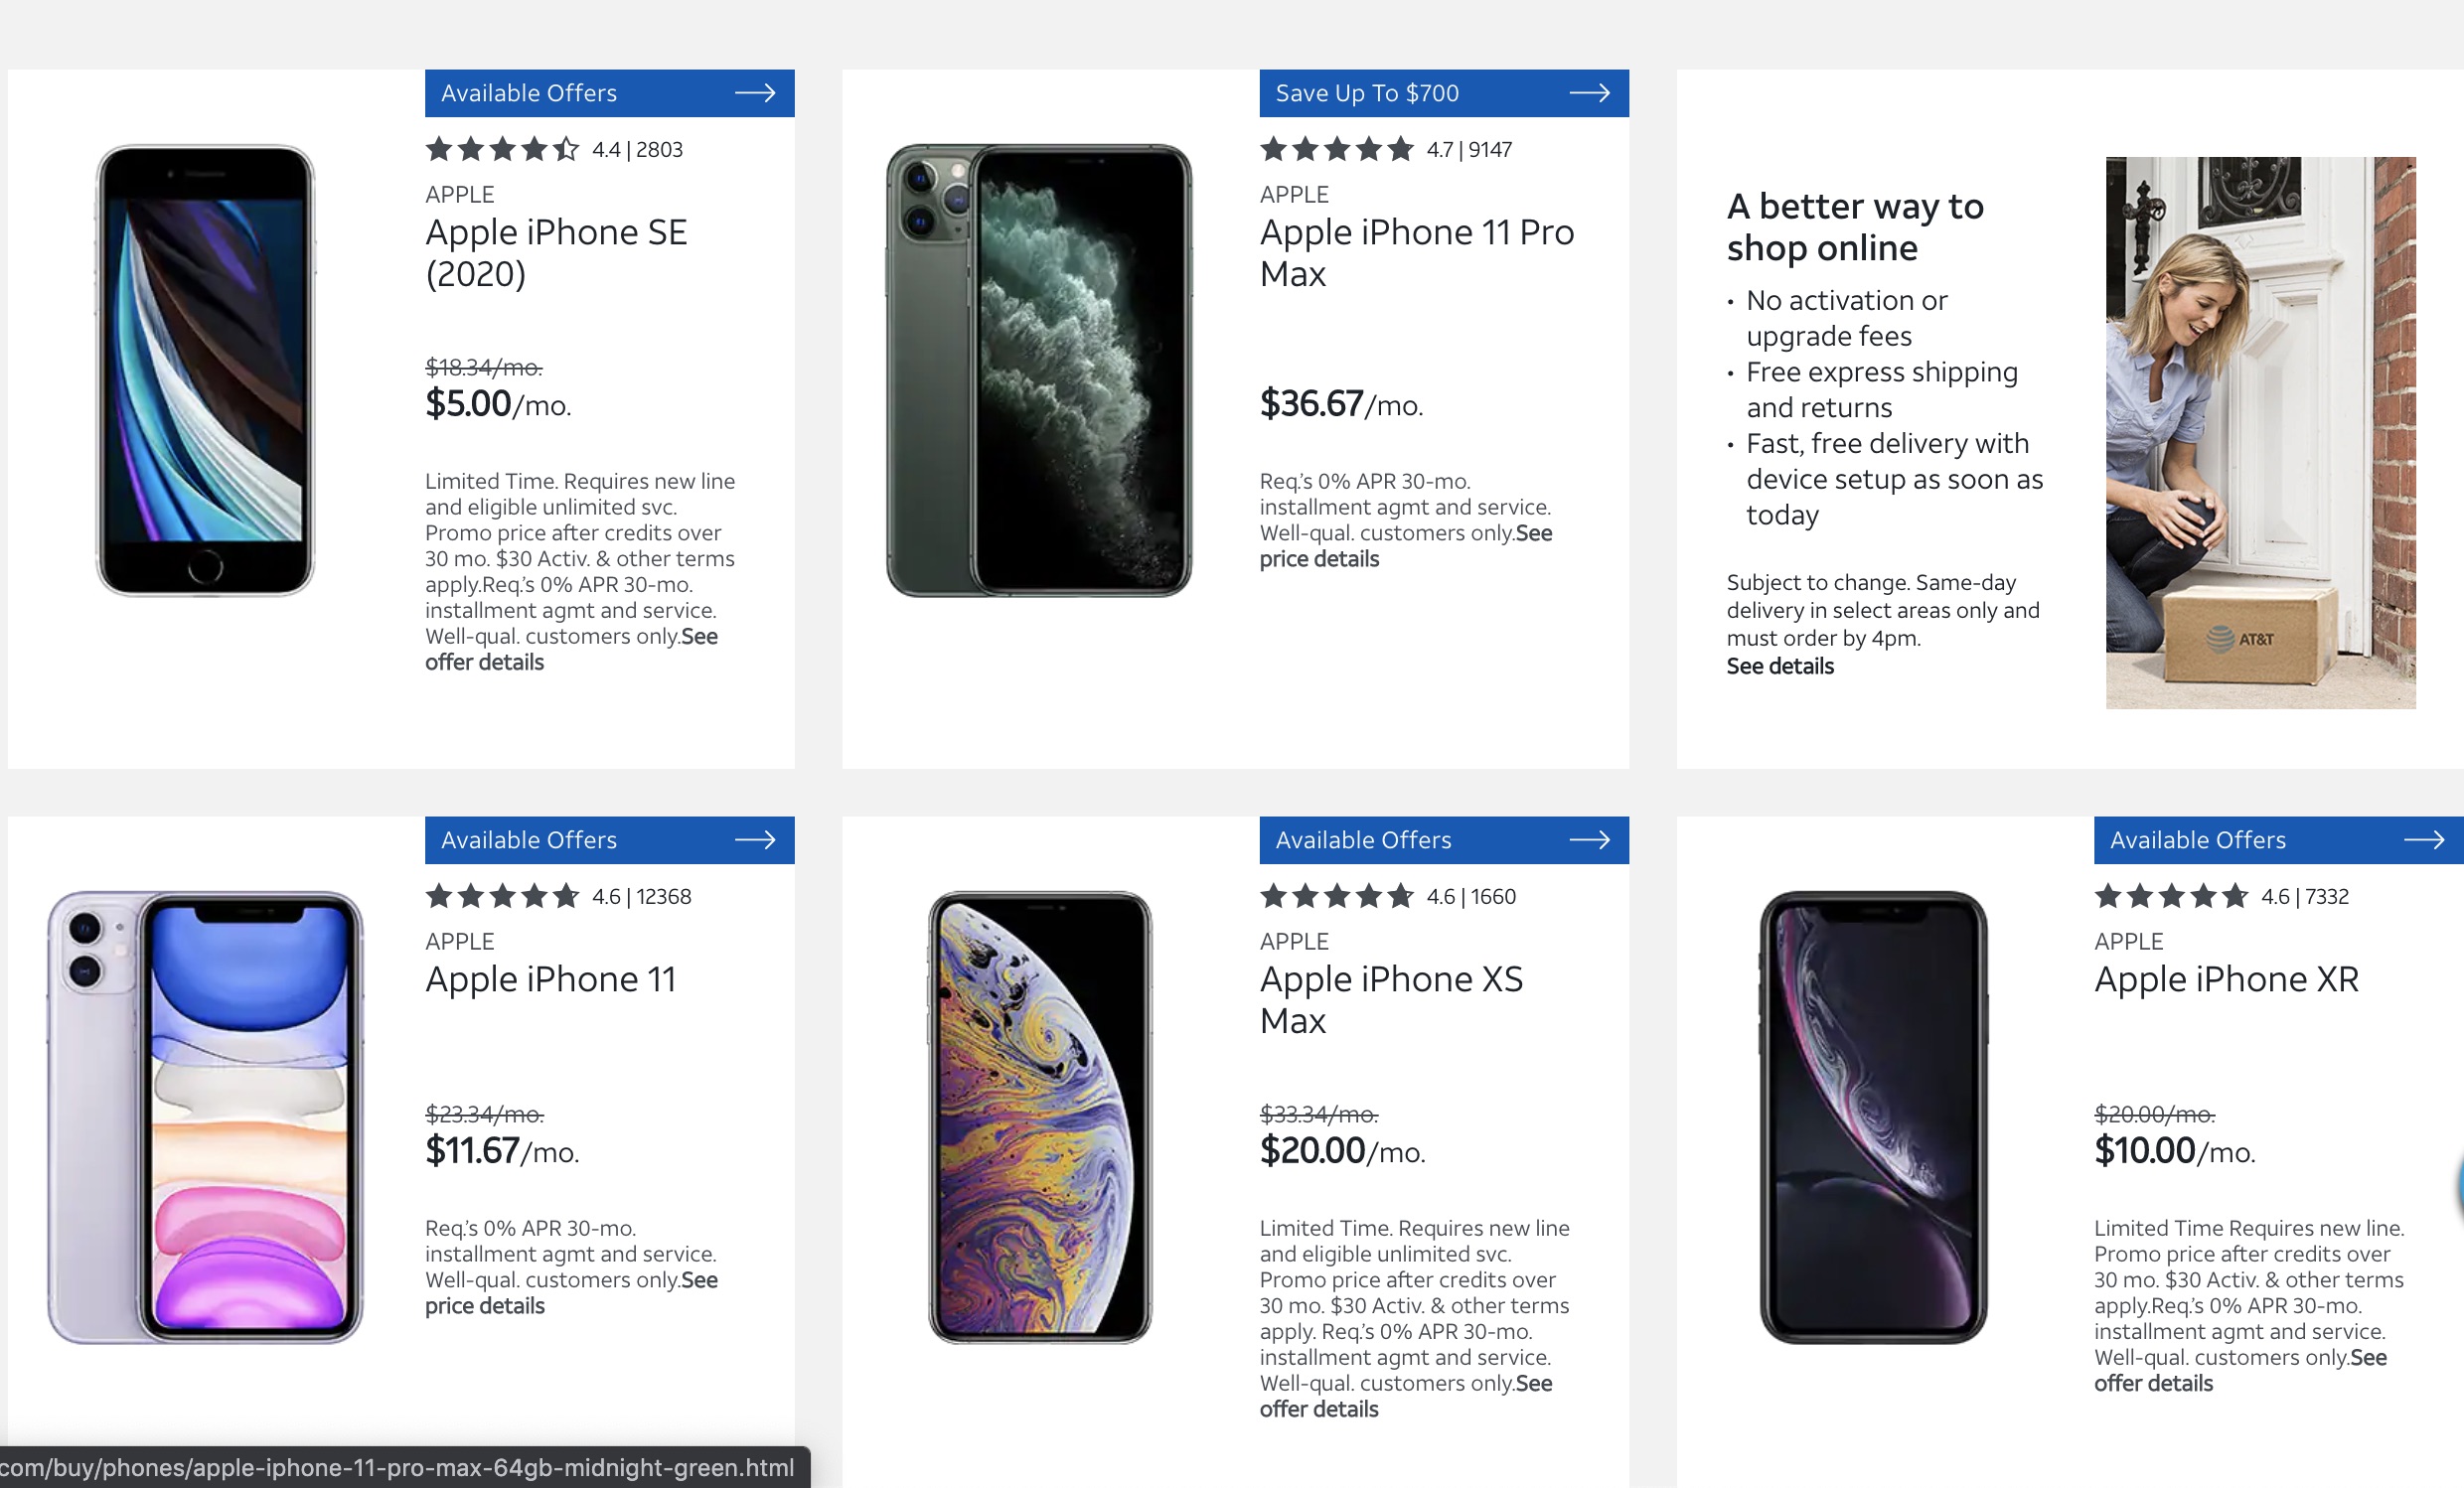 Available Offers
4.4 | 2803
APPLE
Apple iPhone SE
(2020)
$18.34/mo.
$5.00/mo.
Limited Time. Requires new line
and eligible unlimited svc.
Promo price after credits over
30 mo. $30 Activ. & other terms
apply.Req.'s 0% APR 30-mo.
installment agmt and service.
Well-qual. customers only.See
offer details
Save Up To $700
4.7 | 9147
APPLE
Apple iPhone 11 Pro
Max
$36.67/mo.
Req.'s 0% APR 30-mo.
installment agmt and service.
Well-qual. customers only.See
price details
A better way to
shop online
• No activation or
upgrade fees
• Free express shipping
and returns
• Fast, free delivery with
device setup as soon as
today
Subject to change. Same-day
delivery in select areas only and
must order by 4pm.
See details
AT&T
Available Offers
4.6 | 12368
APPLE
Apple iPhone 11
$23.34/mo.
$11.67/mo.
Req.'s 0% APR 30-mo.
installment agmt and service.
Well-qual. customers only.See
price details
Available Offers
4.6 | 1660
APPLE
Apple iPhone XS
Max
$33.34/mo.
$20.00/mo.
Limited Time. Requires new line
and eligible unlimited svc.
Promo price after credits over
30 mo. $30 Activ. & other terms
apply. Req.'s 0% APR 30-mo.
installment agmt and service.
Well-qual. customers only.See
offer details
Available Offers
4.6 | 7332
APPLE
Apple iPhone XR
$20.00/mo.
$10.00/mo.
Limited Time Requires new line.
Promo price after credits over
30 mo. $30 Activ. & other terms
apply.Req.'s 0% APR 30-mo.
installment agmt and service.
Well-qual. customers only.See
offer details
com/buy/phones/apple-iphone-11-pro-max-64gb-midnight-green.html